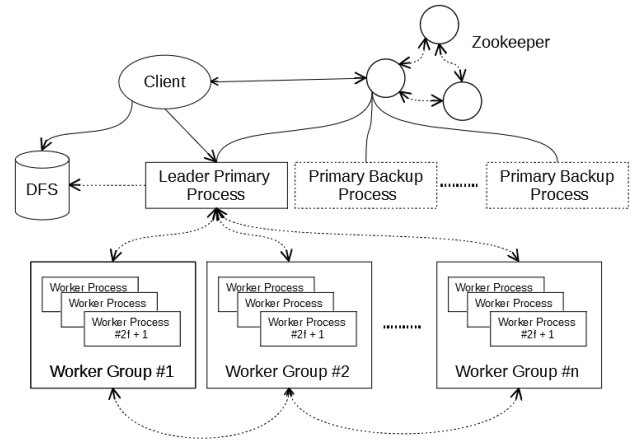 Zookeeper
Client
DFS
Leader Primary
Process
Primary Backup
Process
Primary Backup
Process
Worker Process
Worker Process
Worker Process
#2f + 1
Worker Group #1
Worker Process
Worker Process
Worker Process
#2f + 1
Worker Group #2
Worker Process
Worker Process
Worker Process
#2f + 1
Worker Group #n